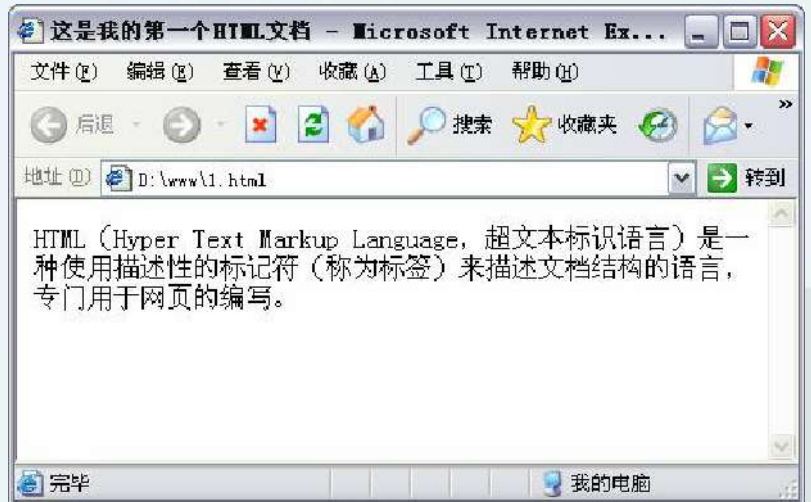 这是我的第一个HTML文档 - Microsoft Internet Ex...
文件(F) 编辑(E) 查看(V) 收藏(A) 工具(T) 帮助(H)
后退 搜索 收藏夹 »
地址(D) D:\www\1.html 转到
HTML（Hyper Text Markup Language，超文本标识语言）是一
种使用描述性的标记符（称为标签）来描述文档结构的语言，
专门用于网页的编写。
完毕 我的电脑